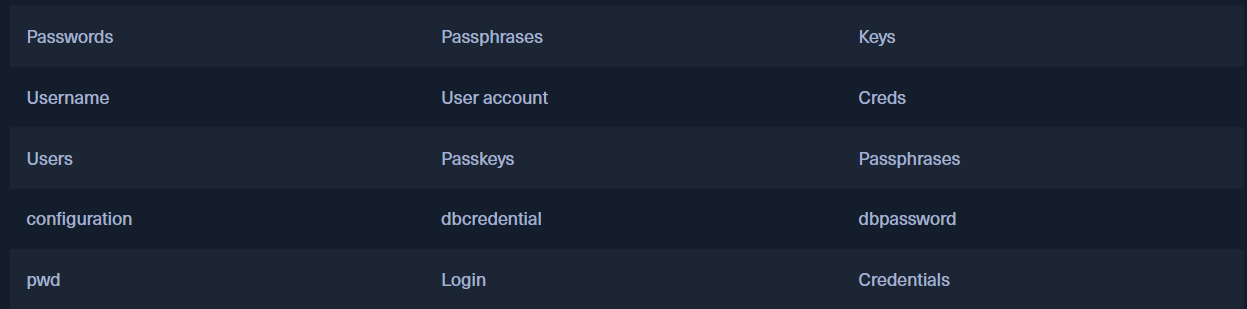 Passwords Passphrases Keys
Username User account Creds
Users Passkeys Passphrases
configuration dbcredential dbpassword
pwd Login Credentials